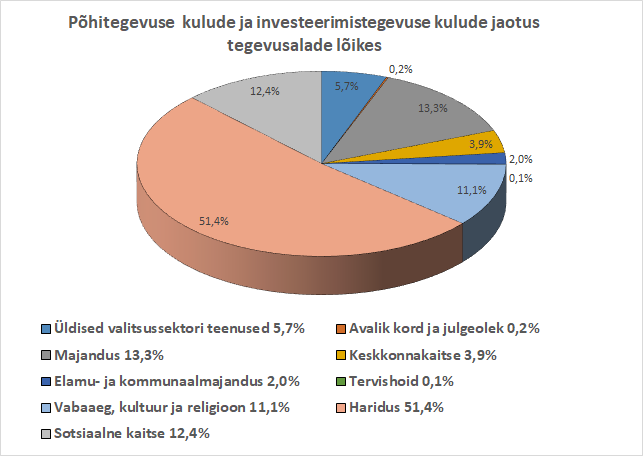 Põhitegevuse kulude ja investeerimistegevuse kulude jaotus
tegevusalade lõikes
5,7%
0,2%
13,3%
3,9%
2,0%
0,1%
11,1%
51,4%
12,4%
Üldised valitsussektori teenused 5,7%
Avalik kord ja julgeolek 0,2%
Majandus 13,3%
Keskkonnakaitse 3,9%
Elamu- ja kommunaalmajandus 2,0%
Tervishoid 0,1%
Vabaaeg, kultuur ja religioon 11,1%
Haridus 51,4%
Sotsiaalne kaitse 12,4%